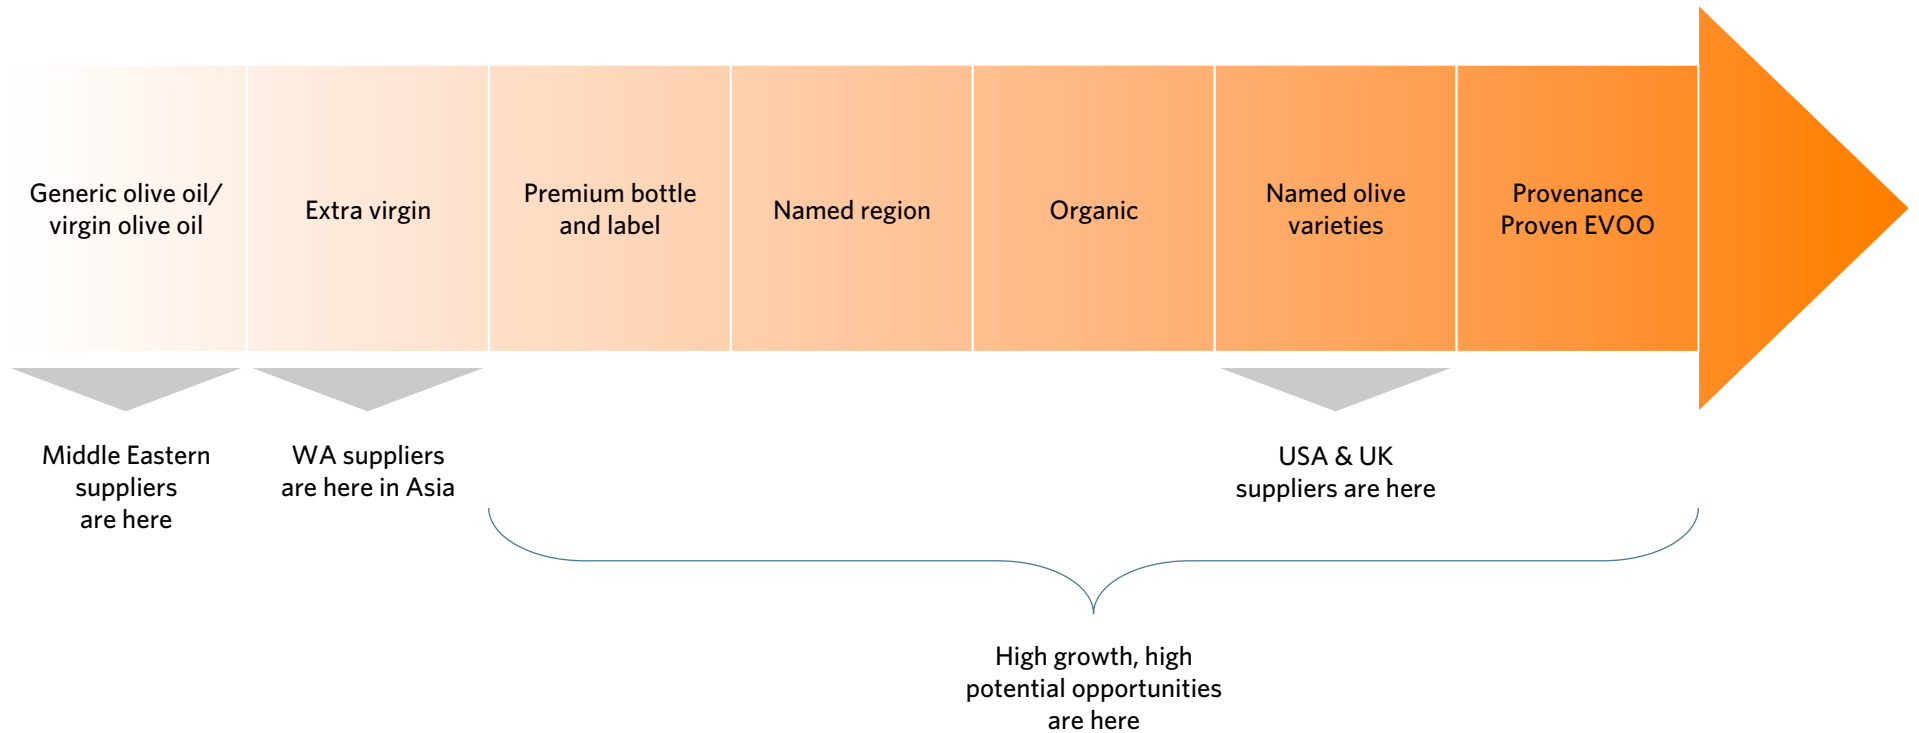 Generic olive oil/
virgin olive oil
Extra virgin
Premium bottle
and label
Named region
Organic
Named olive
varieties
Provenance
Proven EVOO
Middle Eastern
suppliers
are here
WA suppliers
are here in Asia
USA & UK
suppliers are here
High growth, high
potential opportunities
are here